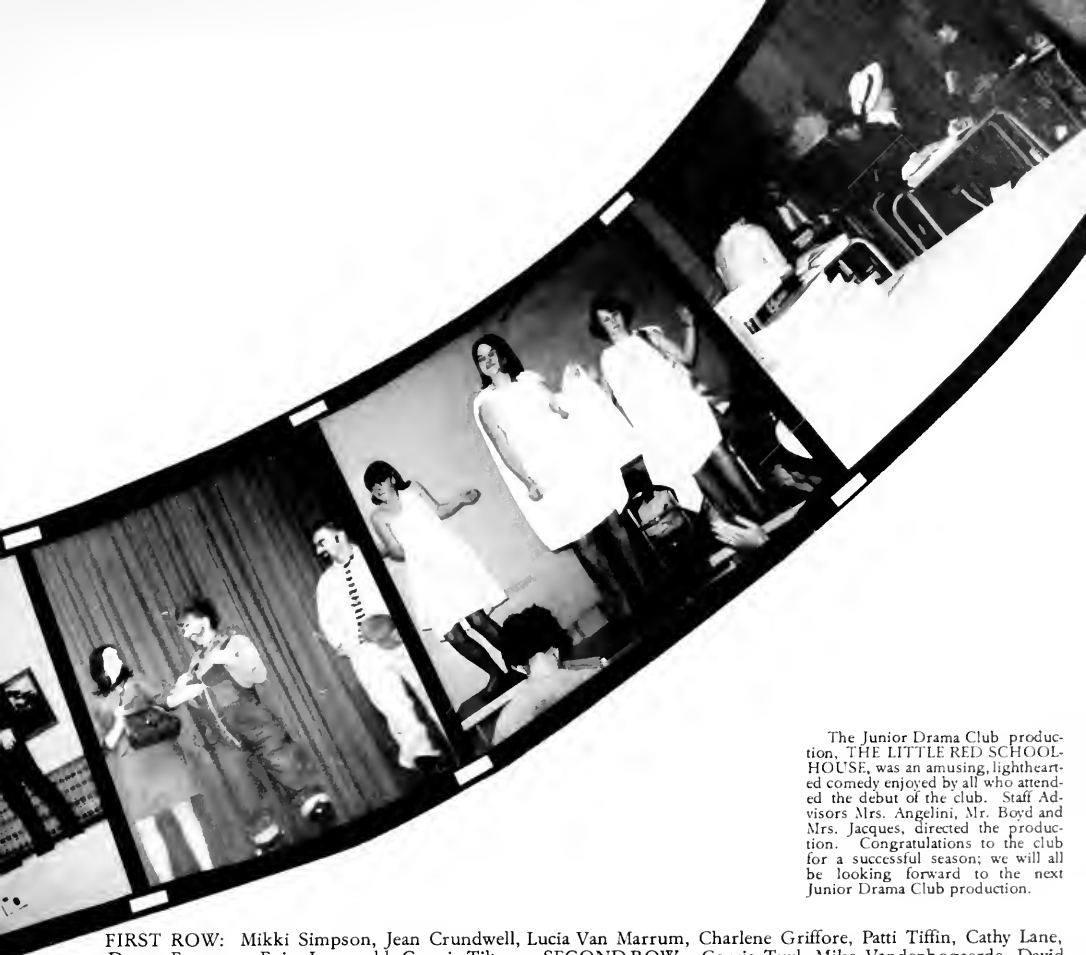 The Junior Drama Club produc-
tion, THE LITTLE RED SCHOOL-
HOUSE, was an amusing, lightheart-
ed comedy enjoyed by all who attend-
ed the debut of the club. Staff Ad-
visors Mrs. Angelini, Mr. Boyd and
Mrs. Jacques, directed the produc-
tion. Congratulations to the club
for a successful season; we will all
be looking forward to the next
Junior Drama Club production.
FIRST ROW: Mikki Simpson, Jean Crundwell, Lucia Van Marrum, Charlene Griffore, Patti Tiffin, Cathy Lane,
SECOND ROW: Mike David